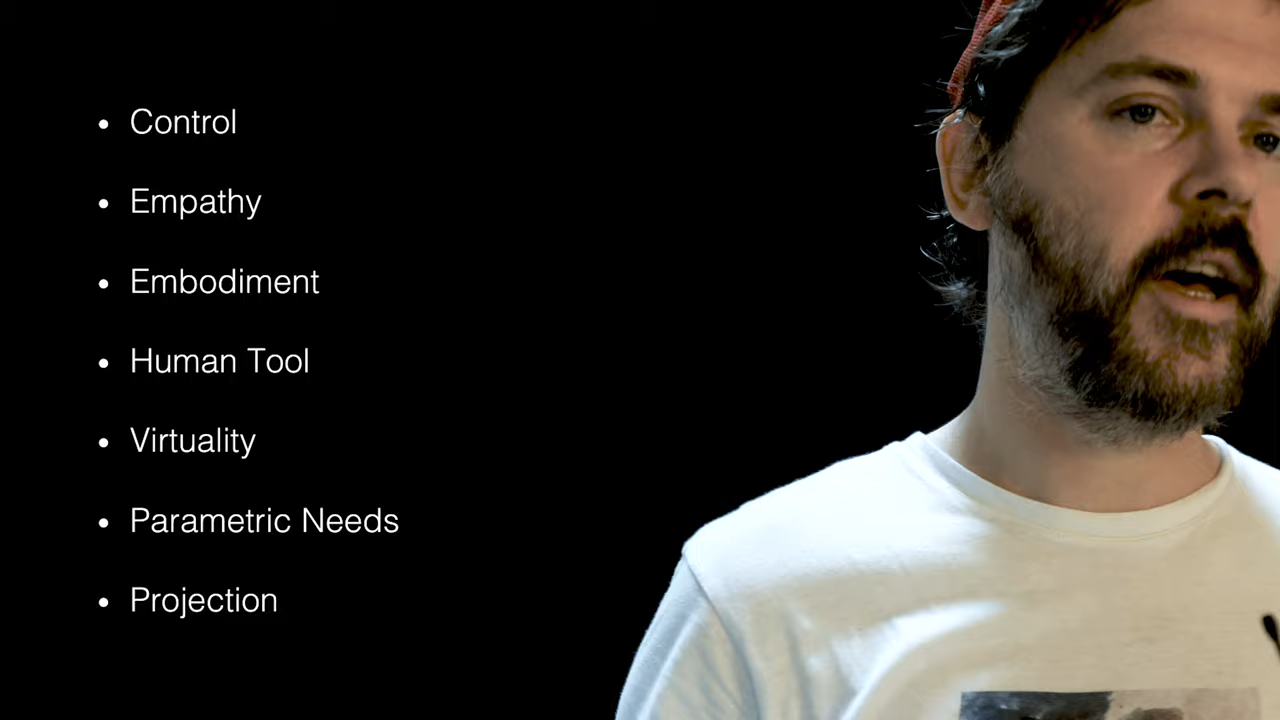 • Control
• Empathy
• Embodiment
• Human Tool
• Virtuality
• Parametric Needs
• Projection